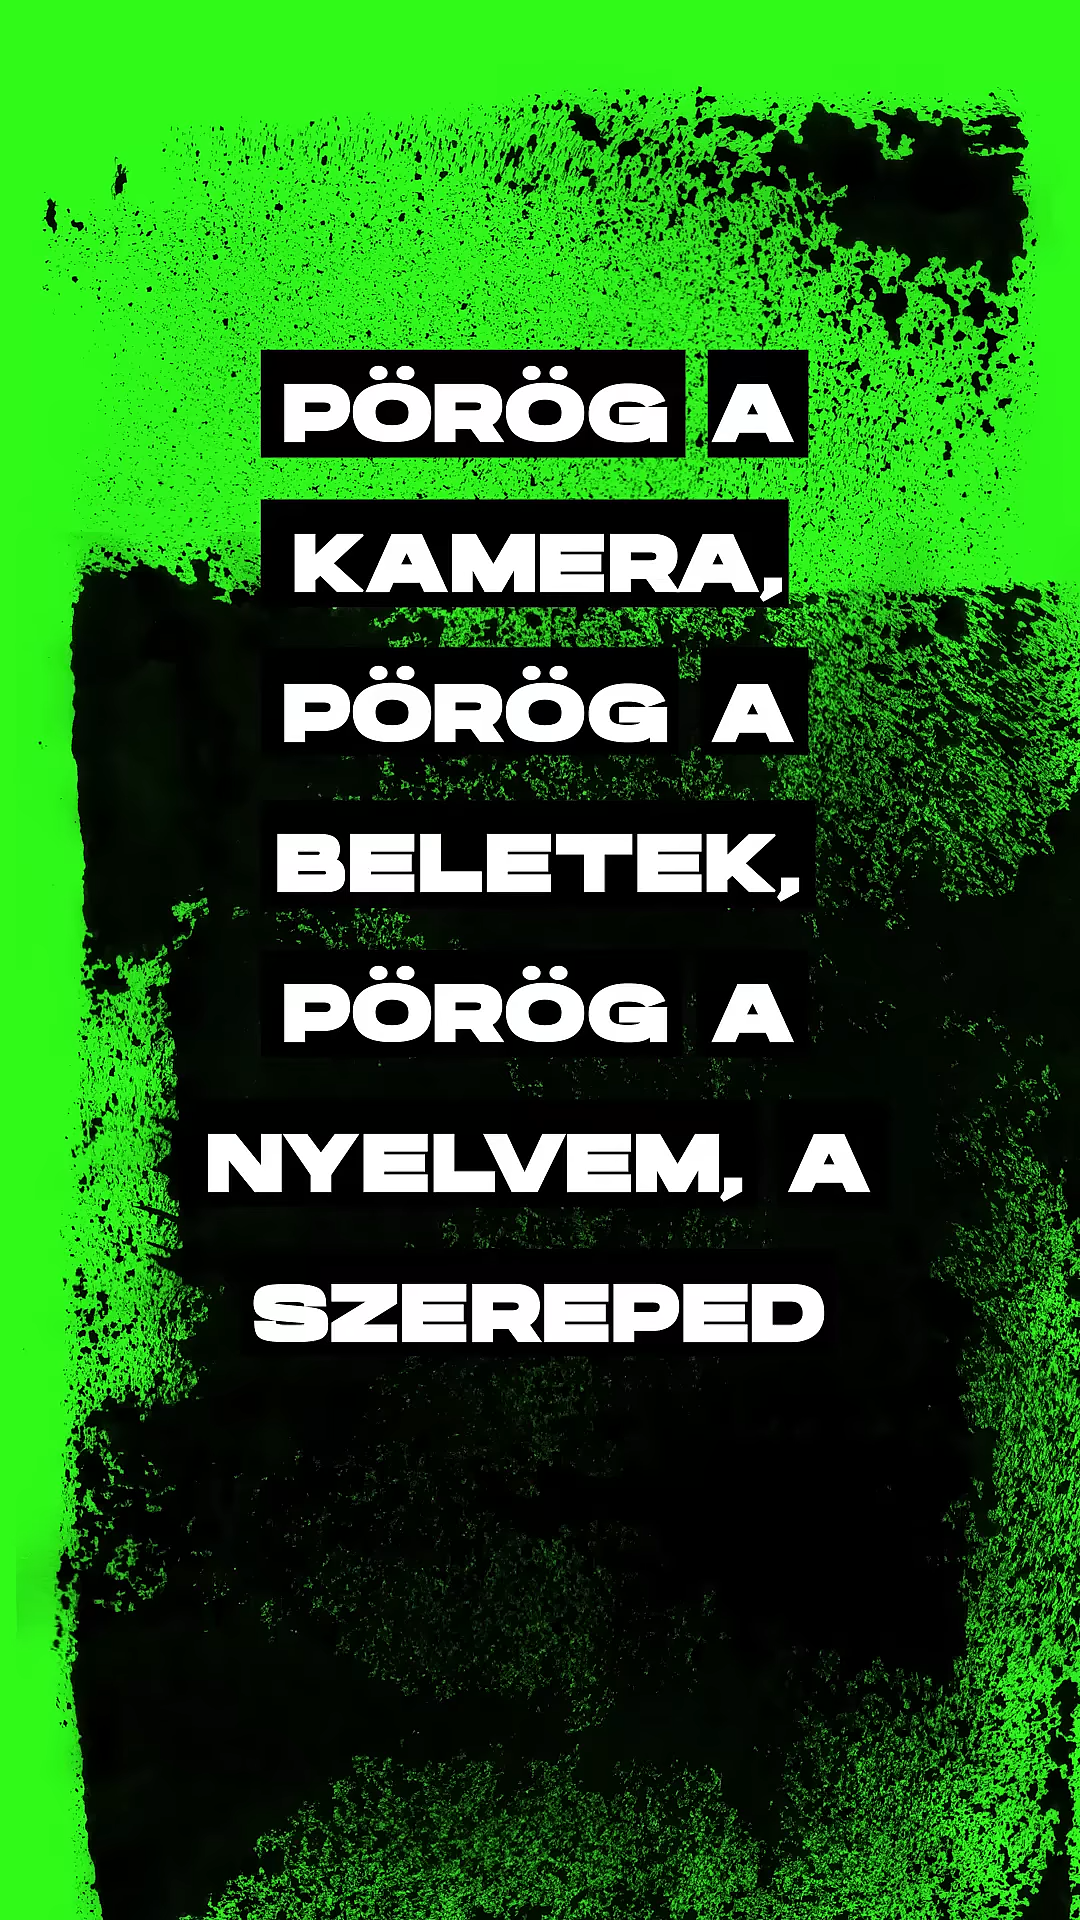 PÖRÖG A
KAMERA,
PÖRÖG A
BELETEK,
PÖRÖG A
NYELVEM, A
SZEREPED